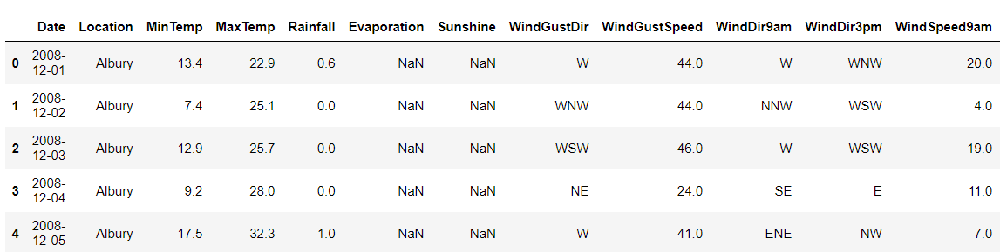 Date Location MinTemp MaxTemp Rainfall Evaporation Sunshine WindGustDir WindGustSpeed WindDir9am WindDir3pm WindSpeed9am
0 2008-12-01 Albury 13.4 22.9 0.6 NaN NaN W 44.0 W WNW 20.0
1 2008-12-02 Albury 7.4 25.1 0.0 NaN NaN WNW 44.0 NNW WSW 4.0
2 2008-12-03 Albury 12.9 25.7 0.0 NaN NaN WSW 46.0 W WSW 19.0
3 2008-12-04 Albury 9.2 28.0 0.0 NaN NaN NE 24.0 SE E 11.0
4 2008-12-05 Albury 17.5 32.3 1.0 NaN NaN W 41.0 ENE NW 7.0